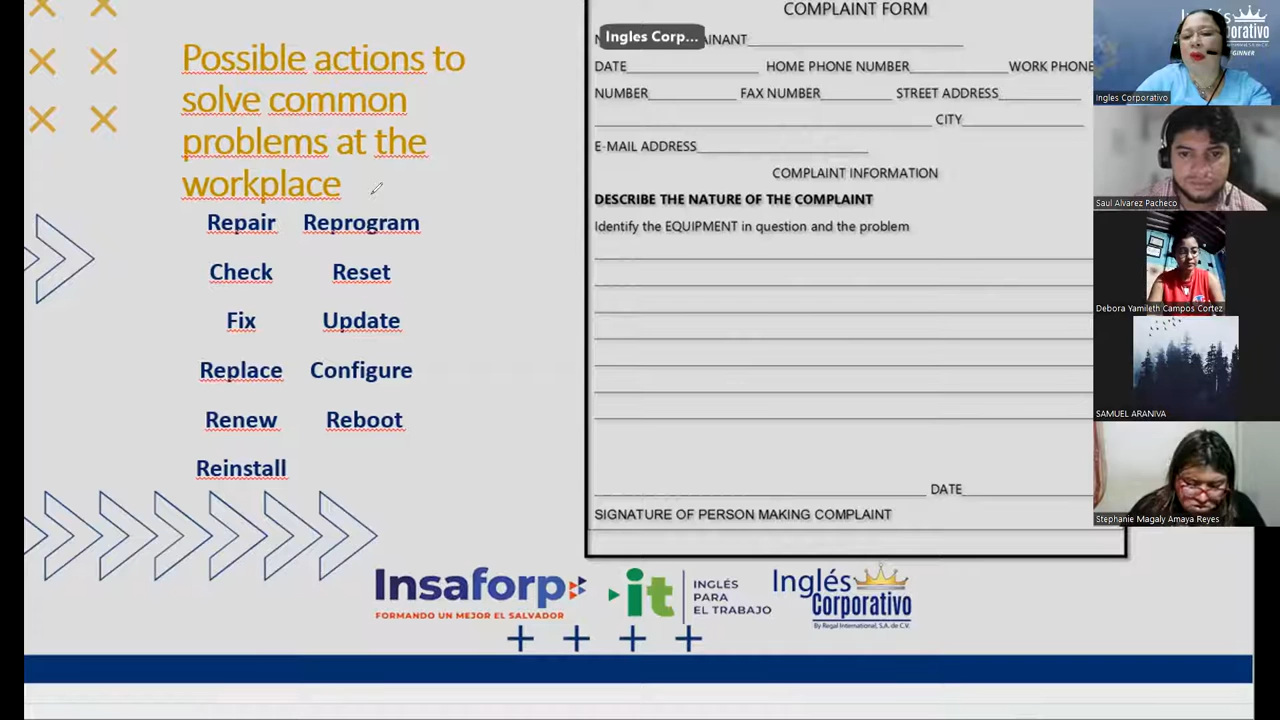 Possible actions to
solve common
problems at the
workplace
Repair Reprogram
Check Reset
Fix Update
Replace Configure
Renew Reboot
Reinstall
COMPLAINT FORM
Ingles Corp...
DATE HOME PHONE NUMBER WORK PHONE
NUMBER FAX NUMBER STREET ADDRESS
CITY
E-MAIL ADDRESS
COMPLAINT INFORMATION
DESCRIBE THE NATURE OF THE COMPLAINT
Identify the EQUIPMENT in question and the problem
DATE
SIGNATURE OF PERSON MAKING COMPLAINT
Insaforp
FORMANDO UN MEJOR EL SALVADOR
it
INGLÉS
PARA
EL TRABAJO
Inglés
Corporativo
By Regal International, S.A. de C.V.
Ingles Corporativo
Saul Alvarez Pacheco
Debora Yamileth Campos Cortez
SAMUEL ARANIVA
Stephanie Magaly Amaya Reyes